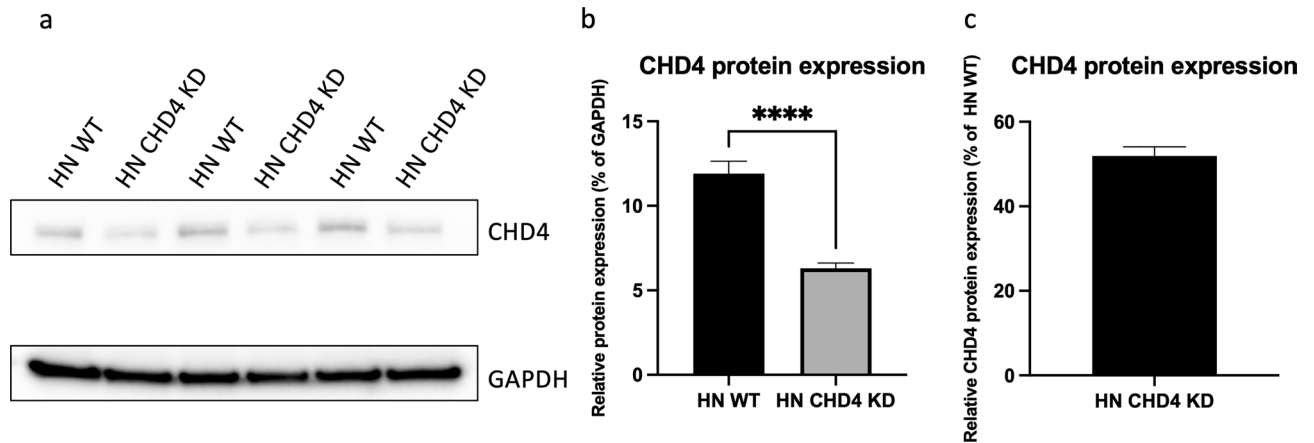 a
HN WT
HN CHD4 KD
HN WT
HN CHD4 KD
HN WT
HN CHD4 KD
CHD4
GAPDH
b
CHD4 protein expression
Relative protein expression (% of GAPDH)
15
10
5
0
****
HN WT
HN CHD4 KD
c
CHD4 protein expression
Relative CHD4 protein expression (% of HN WT)
60
40
20
0
HN CHD4 KD